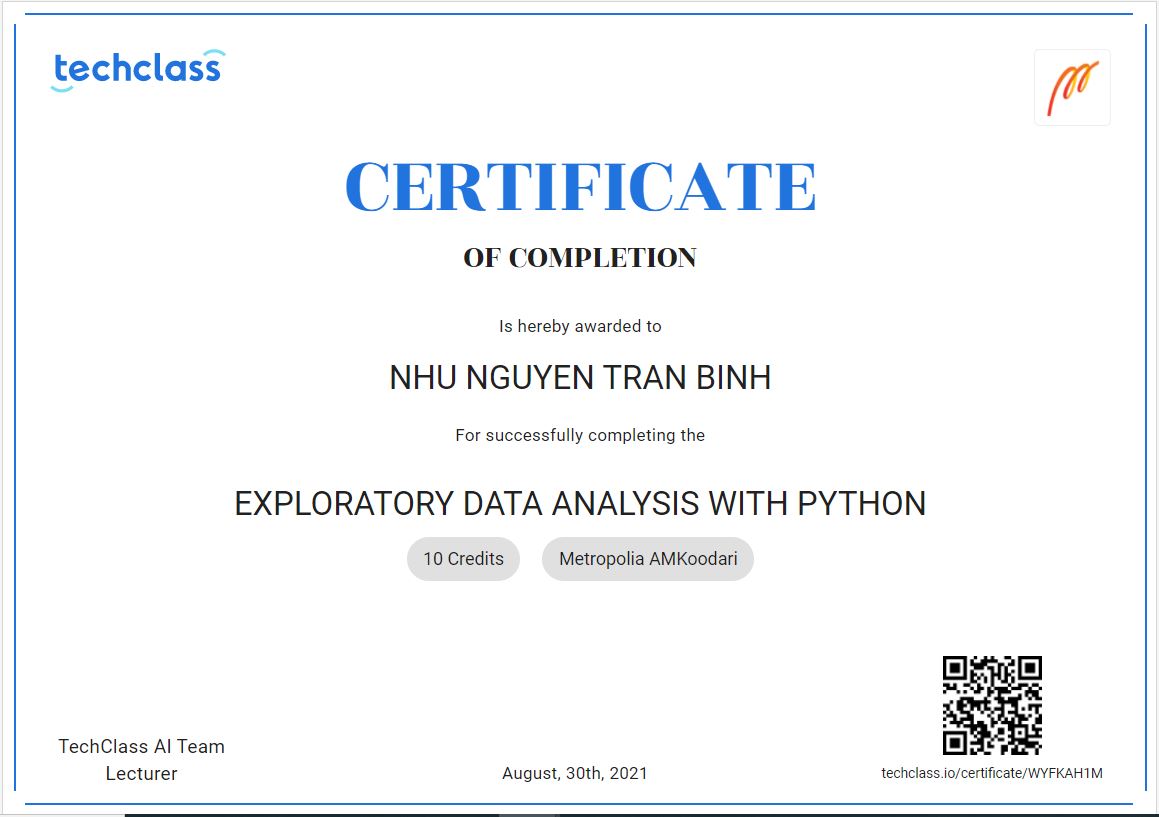 techclass
CERTIFICATE
OF COMPLETION
Is hereby awarded to
NHU NGUYEN TRAN BINH
For successfully completing the
EXPLORATORY DATA ANALYSIS WITH PYTHON
10 Credits
Metropolia AMKoodari
TechClass AI Team
Lecturer
August, 30th, 2021
techclass.io/certificate/WYFKAH1M